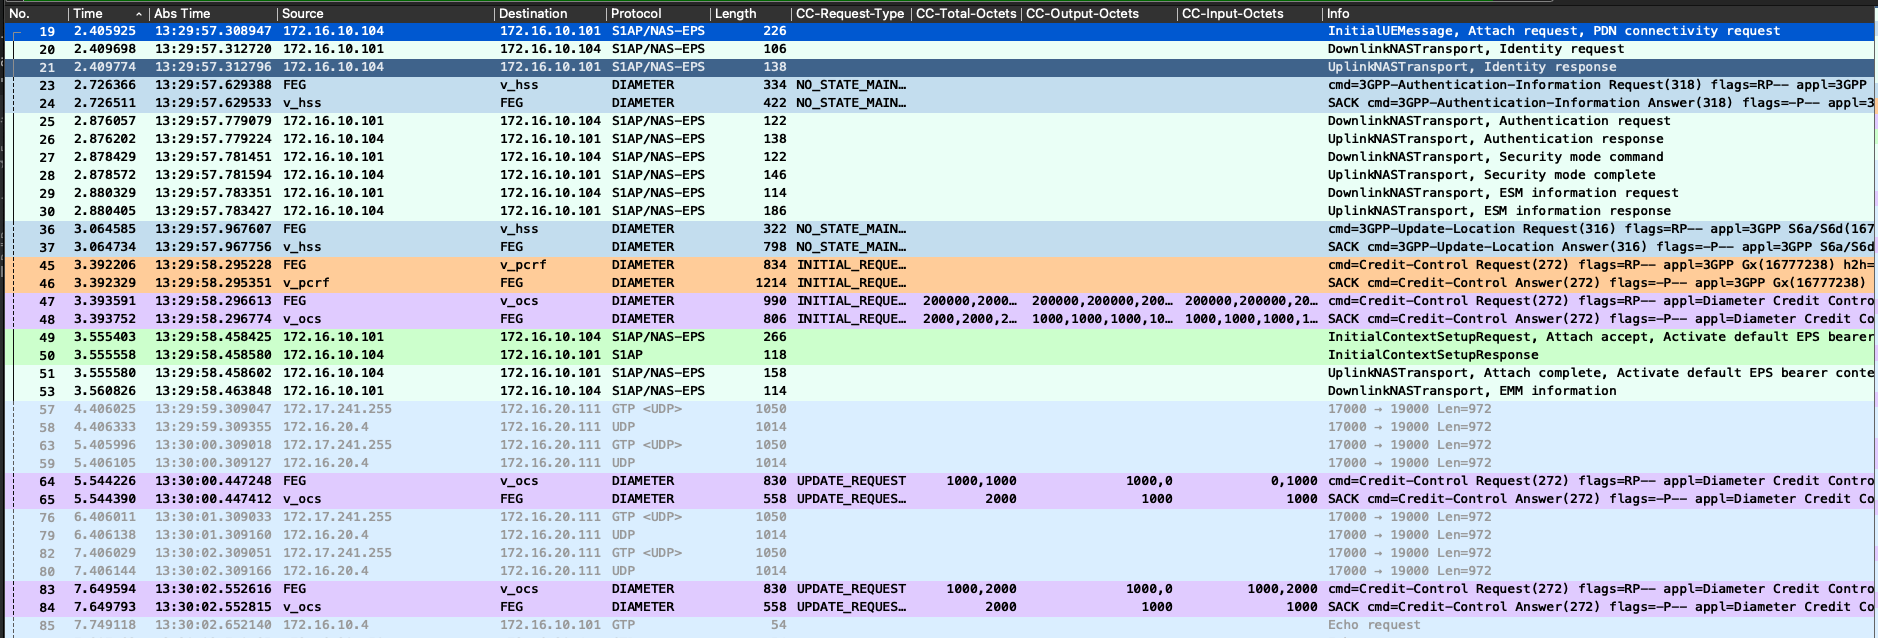 No. Time Abs Time Source Destination Protocol Length CC-Request-Type CC-Total-Octets CC-Output-Octets CC-Input-Octets Info
19 2.405925 13:29:57.308947 172.16.10.104 172.16.10.101 S1AP/NAS-EPS 226 InitialUEMessage, Attach request, PDN connectivity request
20 2.409698 13:29:57.312720 172.16.10.101 172.16.10.104 S1AP/NAS-EPS 106 DownlinkNASTransport, Identity request
21 2.409774 13:29:57.312796 172.16.10.104 172.16.10.101 S1AP/NAS-EPS 138 UplinkNASTransport, Identity response
23 2.726366 13:29:57.629388 FEG v_hss DIAMETER 334 NO_STATE_MAIN… cmd=3GPP-Authentication-Information Request(318) flags=RP-- appl=3GPP
24 2.726511 13:29:57.629533 v_hss FEG DIAMETER 422 NO_STATE_MAIN… SACK cmd=3GPP-Authentication-Information Answer(318) flags=-P-- appl=3
25 2.876057 13:29:57.779079 172.16.10.101 172.16.10.104 S1AP/NAS-EPS 122 DownlinkNASTransport, Authentication request
26 2.876202 13:29:57.779224 172.16.10.104 172.16.10.101 S1AP/NAS-EPS 138 UplinkNASTransport, Authentication response
27 2.878429 13:29:57.781451 172.16.10.101 172.16.10.104 S1AP/NAS-EPS 122 DownlinkNASTransport, Security mode command
28 2.878572 13:29:57.781594 172.16.10.104 172.16.10.101 S1AP/NAS-EPS 146 UplinkNASTransport, Security mode complete
29 2.880329 13:29:57.783351 172.16.10.101 172.16.10.104 S1AP/NAS-EPS 114 DownlinkNASTransport, ESM information request
30 2.880405 13:29:57.783427 172.16.10.104 172.16.10.101 S1AP/NAS-EPS 186 UplinkNASTransport, ESM information response
36 3.064585 13:29:57.967607 FEG v_hss DIAMETER 322 NO_STATE_MAIN… cmd=3GPP-Update-Location Request(316) flags=RP-- appl=3GPP S6a/S6d(167
37 3.064734 13:29:57.967756 v_hss FEG DIAMETER 798 NO_STATE_MAIN… SACK cmd=3GPP-Update-Location Answer(316) flags=-P-- appl=3GPP S6a/S6d
45 3.392206 13:29:58.295228 FEG v_pcrf DIAMETER 834 INITIAL_REQUE… cmd=Credit-Control Request(272) flags=RP-- appl=3GPP Gx(16777238) h2h=
46 3.392329 13:29:58.295351 v_pcrf FEG DIAMETER 1214 INITIAL_REQUE… SACK cmd=Credit-Control Answer(272) flags=-P-- appl=3GPP Gx(16777238)
47 3.393591 13:29:58.296613 FEG v_ocs DIAMETER 990 INITIAL_REQUE… 200000,2000… 200000,200000,200… 200000,200000,20… cmd=Credit-Control Request(272) flags=RP-- appl=Diameter Credit Contro
48 3.393752 13:29:58.296774 v_ocs FEG DIAMETER 806 INITIAL_REQUE… 2000,2000,2… 1000,1000,1000,10… 1000,1000,1000,1… SACK cmd=Credit-Control Answer(272) flags=-P-- appl=Diameter Credit Co
49 3.555403 13:29:58.458425 172.16.10.101 172.16.10.104 S1AP/NAS-EPS 266 InitialContextSetupRequest, Attach accept, Activate default EPS bearer
50 3.555558 13:29:58.458580 172.16.10.104 172.16.10.101 S1AP 118 InitialContextSetupResponse
51 3.555580 13:29:58.458602 172.16.10.104 172.16.10.101 S1AP/NAS-EPS 158 UplinkNASTransport, Attach complete, Activate default EPS bearer conte
53 3.560826 13:29:58.463848 172.16.10.101 172.16.10.104 S1AP/NAS-EPS 114 DownlinkNASTransport, EMM information
57 4.406025 13:29:59.309047 172.17.241.255 172.16.20.111 GTP <UDP> 1050 17000 → 19000 Len=972
58 4.406333 13:29:59.309355 172.16.20.4 172.16.20.111 UDP 1014 17000 → 19000 Len=972
63 5.405996 13:30:00.309018 172.17.241.255 172.16.20.111 GTP <UDP> 1050 17000 → 19000 Len=972
59 5.406105 13:30:00.309127 172.16.20.4 172.16.20.111 UDP 1014 17000 → 19000 Len=972
64 5.544226 13:30:00.447248 FEG v_ocs DIAMETER 830 UPDATE_REQUEST 1000,1000 1000,0 0,1000 cmd=Credit-Control Request(272) flags=RP-- appl=Diameter Credit Contro
65 5.544390 13:30:00.447412 v_ocs FEG DIAMETER 558 UPDATE_REQUES… 2000 1000 1000 SACK cmd=Credit-Control Answer(272) flags=-P-- appl=Diameter Credit Co
76 6.406011 13:30:01.309033 172.17.241.255 172.16.20.111 GTP <UDP> 1050 17000 → 19000 Len=972
79 6.406138 13:30:01.309160 172.16.20.4 172.16.20.111 UDP 1014 17000 → 19000 Len=972
82 7.406029 13:30:02.309051 172.17.241.255 172.16.20.111 GTP <UDP> 1050 17000 → 19000 Len=972
80 7.406144 13:30:02.309166 172.16.20.4 172.16.20.111 UDP 1014 17000 → 19000 Len=972
83 7.649594 13:30:02.552616 FEG v_ocs DIAMETER 830 UPDATE_REQUEST 1000,2000 1000,0 1000,2000 cmd=Credit-Control Request(272) flags=RP-- appl=Diameter Credit Contro
84 7.649793 13:30:02.552815 v_ocs FEG DIAMETER 558 UPDATE_REQUES… 2000 1000 1000 SACK cmd=Credit-Control Answer(272) flags=-P-- appl=Diameter Credit Co
85 7.749118 13:30:02.652140 172.16.10.4 172.16.10.101 GTP 54 Echo request